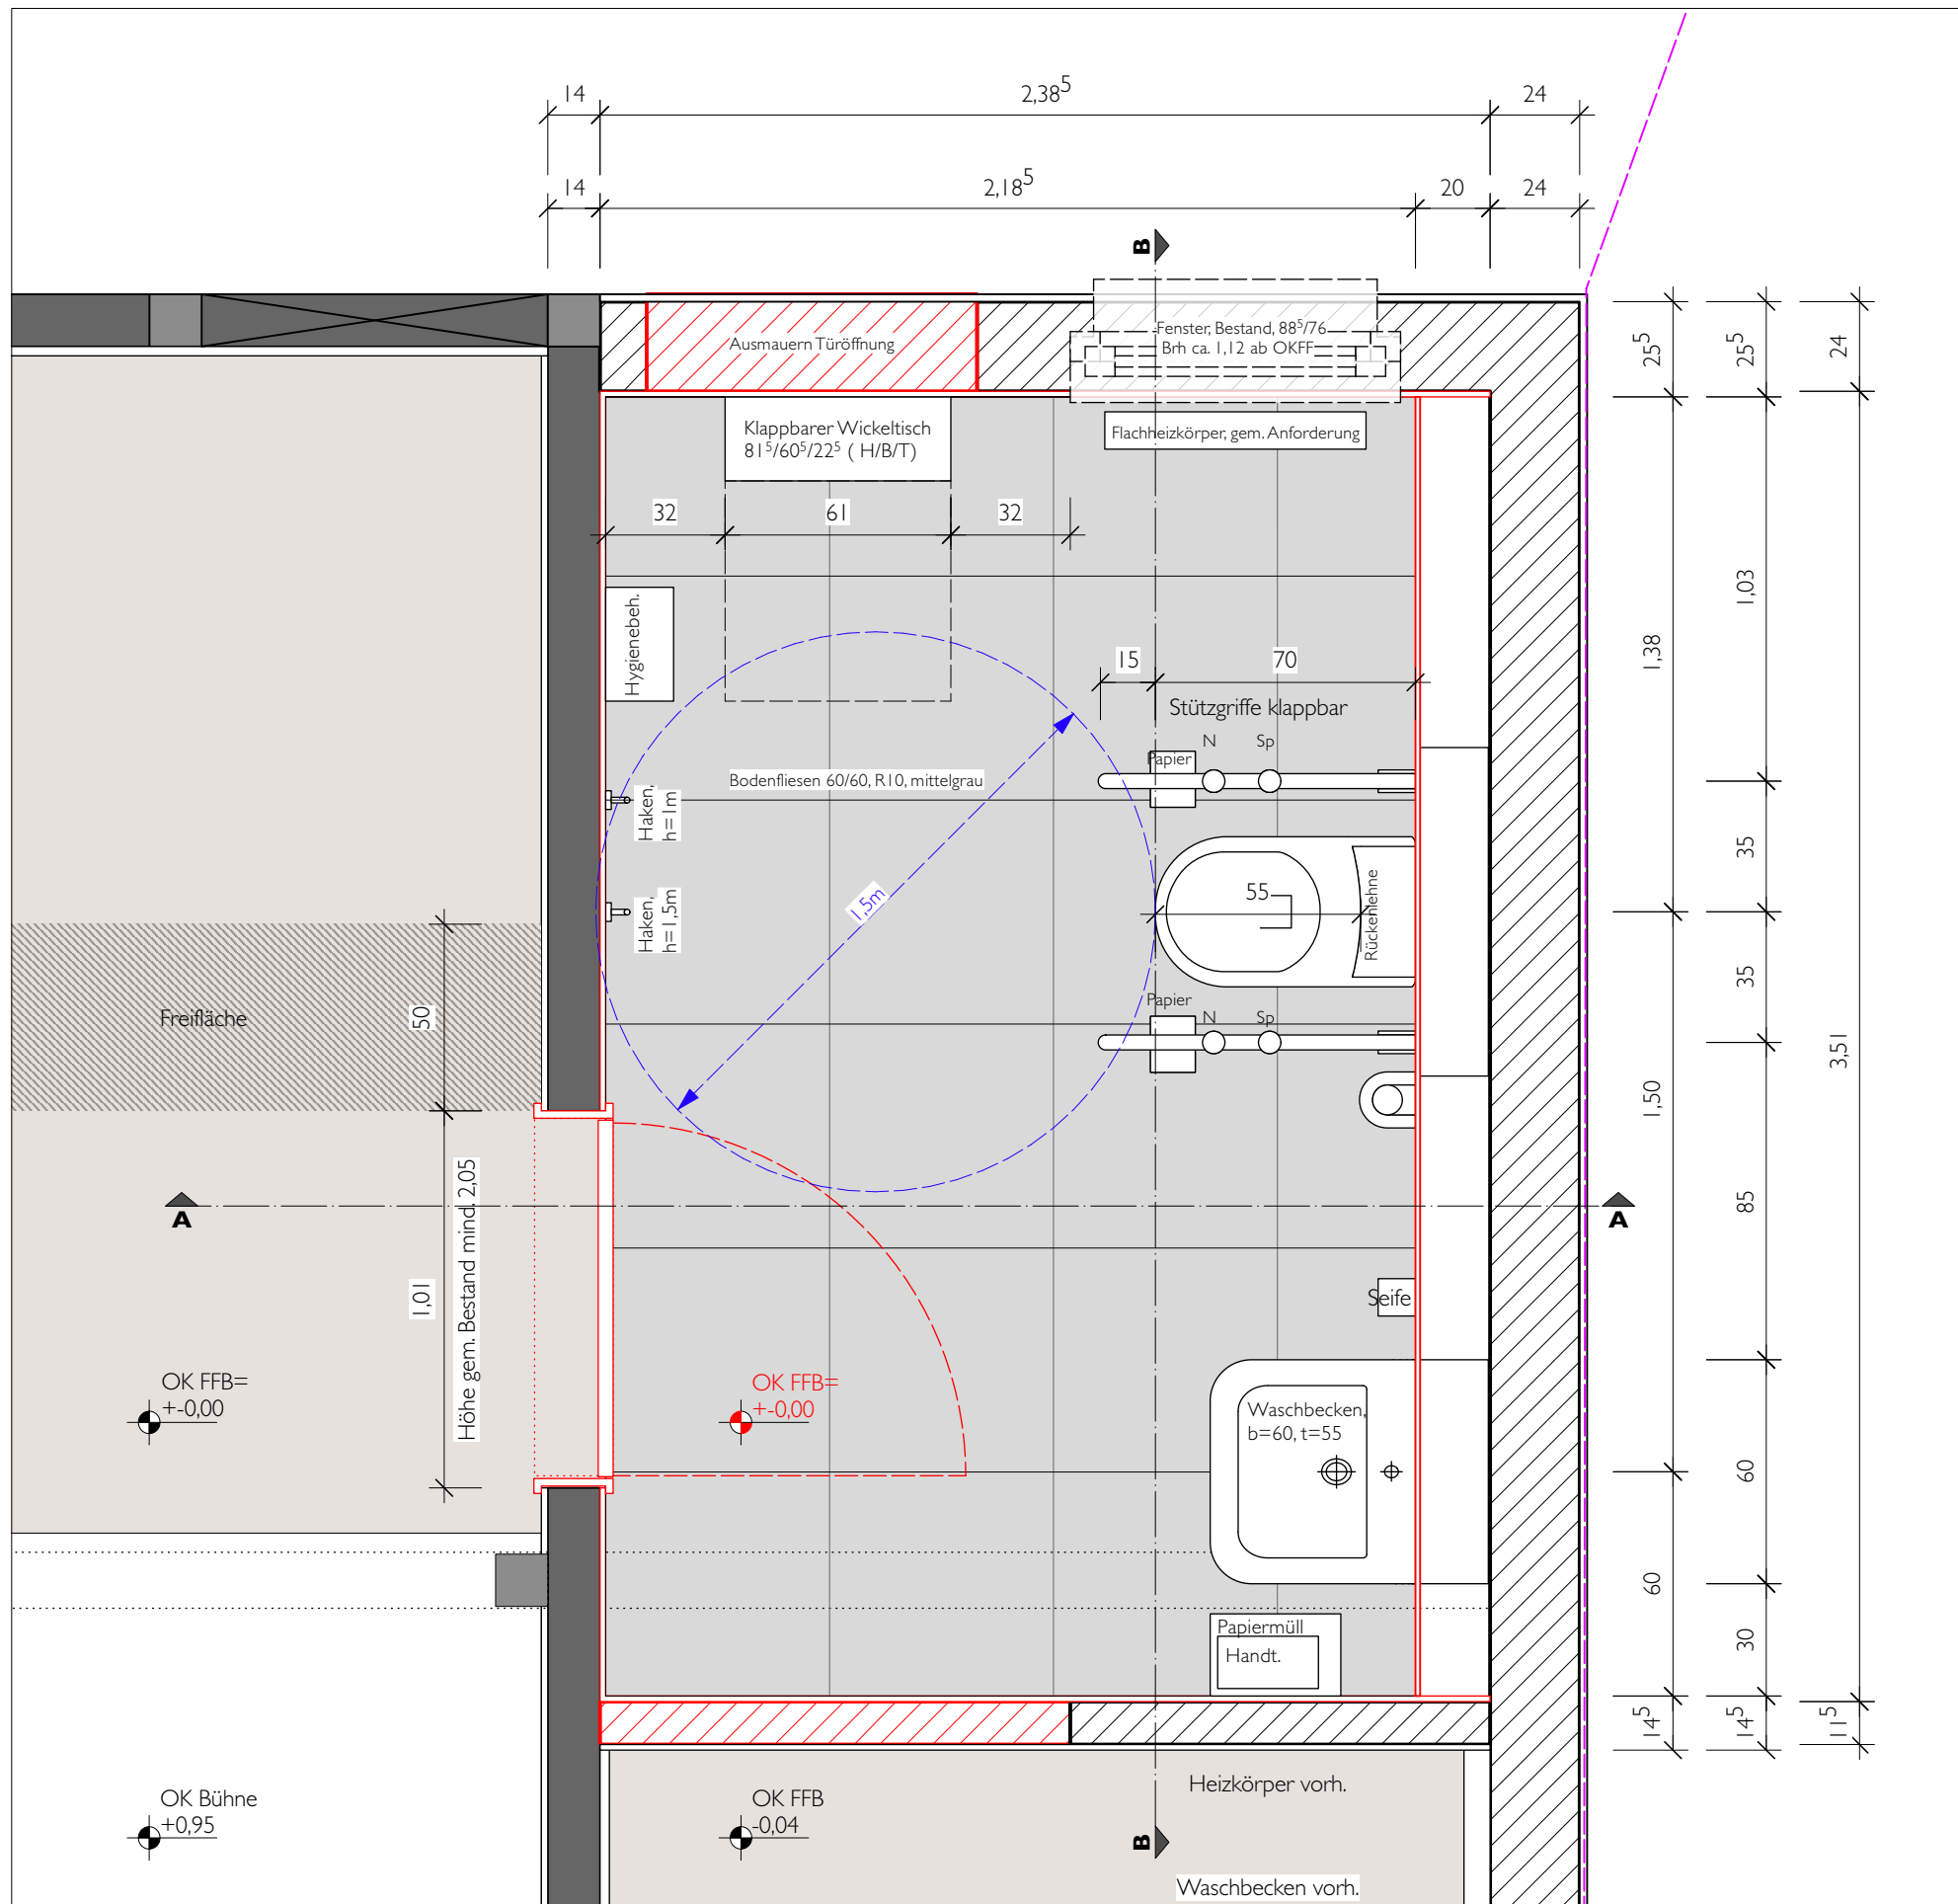 14
2,38⁵
24
14
2,18⁵
20
24
B
Ausmauern Türöffnung
Fenster, Bestand, 88⁵/76
Brh ca. 1,12 ab OKFF
Klappbarer Wickeltisch
81⁵/60⁵/22⁵ ( H/B/T)
Flachheizkörper, gem. Anforderung
32
61
32
Hygienebeh.
15
70
Stützgriffe klappbar
Papier
N
Sp
Bodenfliesen 60/60, R10, mittelgrau
Haken,
h=1m
Haken,
h=1,5m
1,5m
55
Rückenlehne
Papier
N
Sp
Freifläche
50
A
A
1,01
Höhe gem. Bestand mind. 2,05
Seife
OK FFB=
+-0,00
OK FFB=
+-0,00
Waschbecken,
b=60, t=55
Papiermüll
Handt.
OK Bühne
+0,95
OK FFB
-0,04
Heizkörper vorh.
B
Waschbecken vorh.
25⁵
1,38
1,50
60
14⁵
25⁵
1,03
35
35
85
60
30
14⁵
24
3,51
11⁵